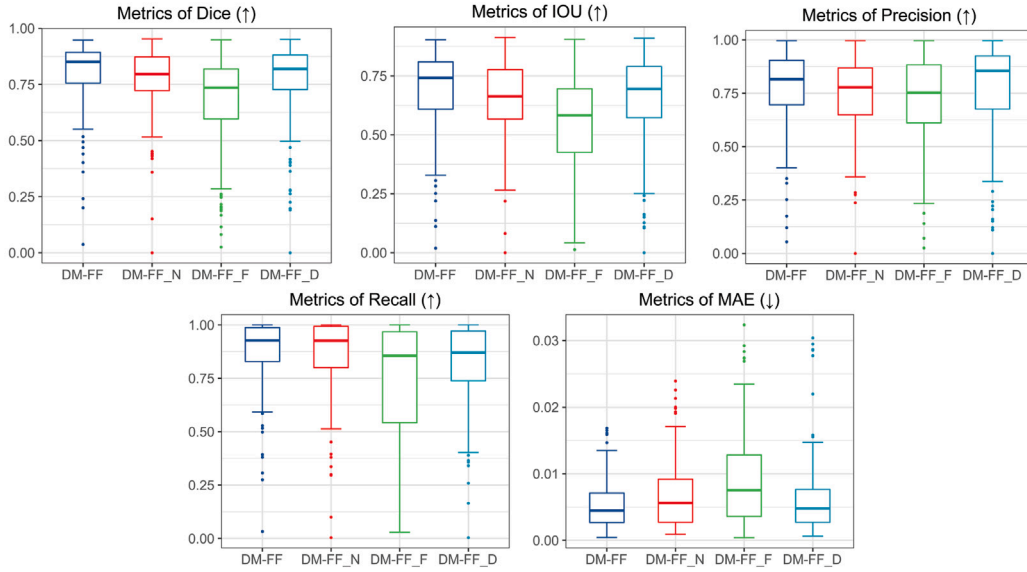 Metrics of Dice (↑)
1.00
0.75
0.50
0.25
0.00
DM-FF DM-FF_N DM-FF_F DM-FF_D
Metrics of IOU (↑)
0.75
0.50
0.25
0.00
DM-FF DM-FF_N DM-FF_F DM-FF_D
Metrics of Precision (↑)
1.00
0.75
0.50
0.25
0.00
DM-FF DM-FF_N DM-FF_F DM-FF_D
Metrics of Recall (↑)
1.00
0.75
0.50
0.25
0.00
DM-FF DM-FF_N DM-FF_F DM-FF_D
Metrics of MAE (↓)
0.03
0.02
0.01
0.00
DM-FF DM-FF_N DM-FF_F DM-FF_D